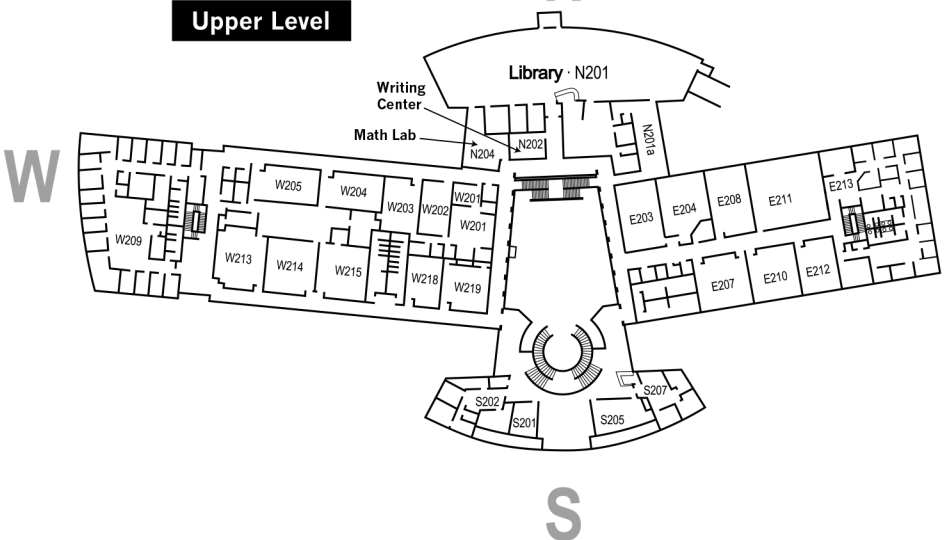 Upper Level
Library · N201
Writing
Center
Math Lab
N204
N202
N201a
W
W205
W204
W203
W202
W201
W201
W209
W213
W214
W215
W218
W219
E203
E204
E208
E211
E213
E207
E210
E212
S202
S201
S205
S207
S